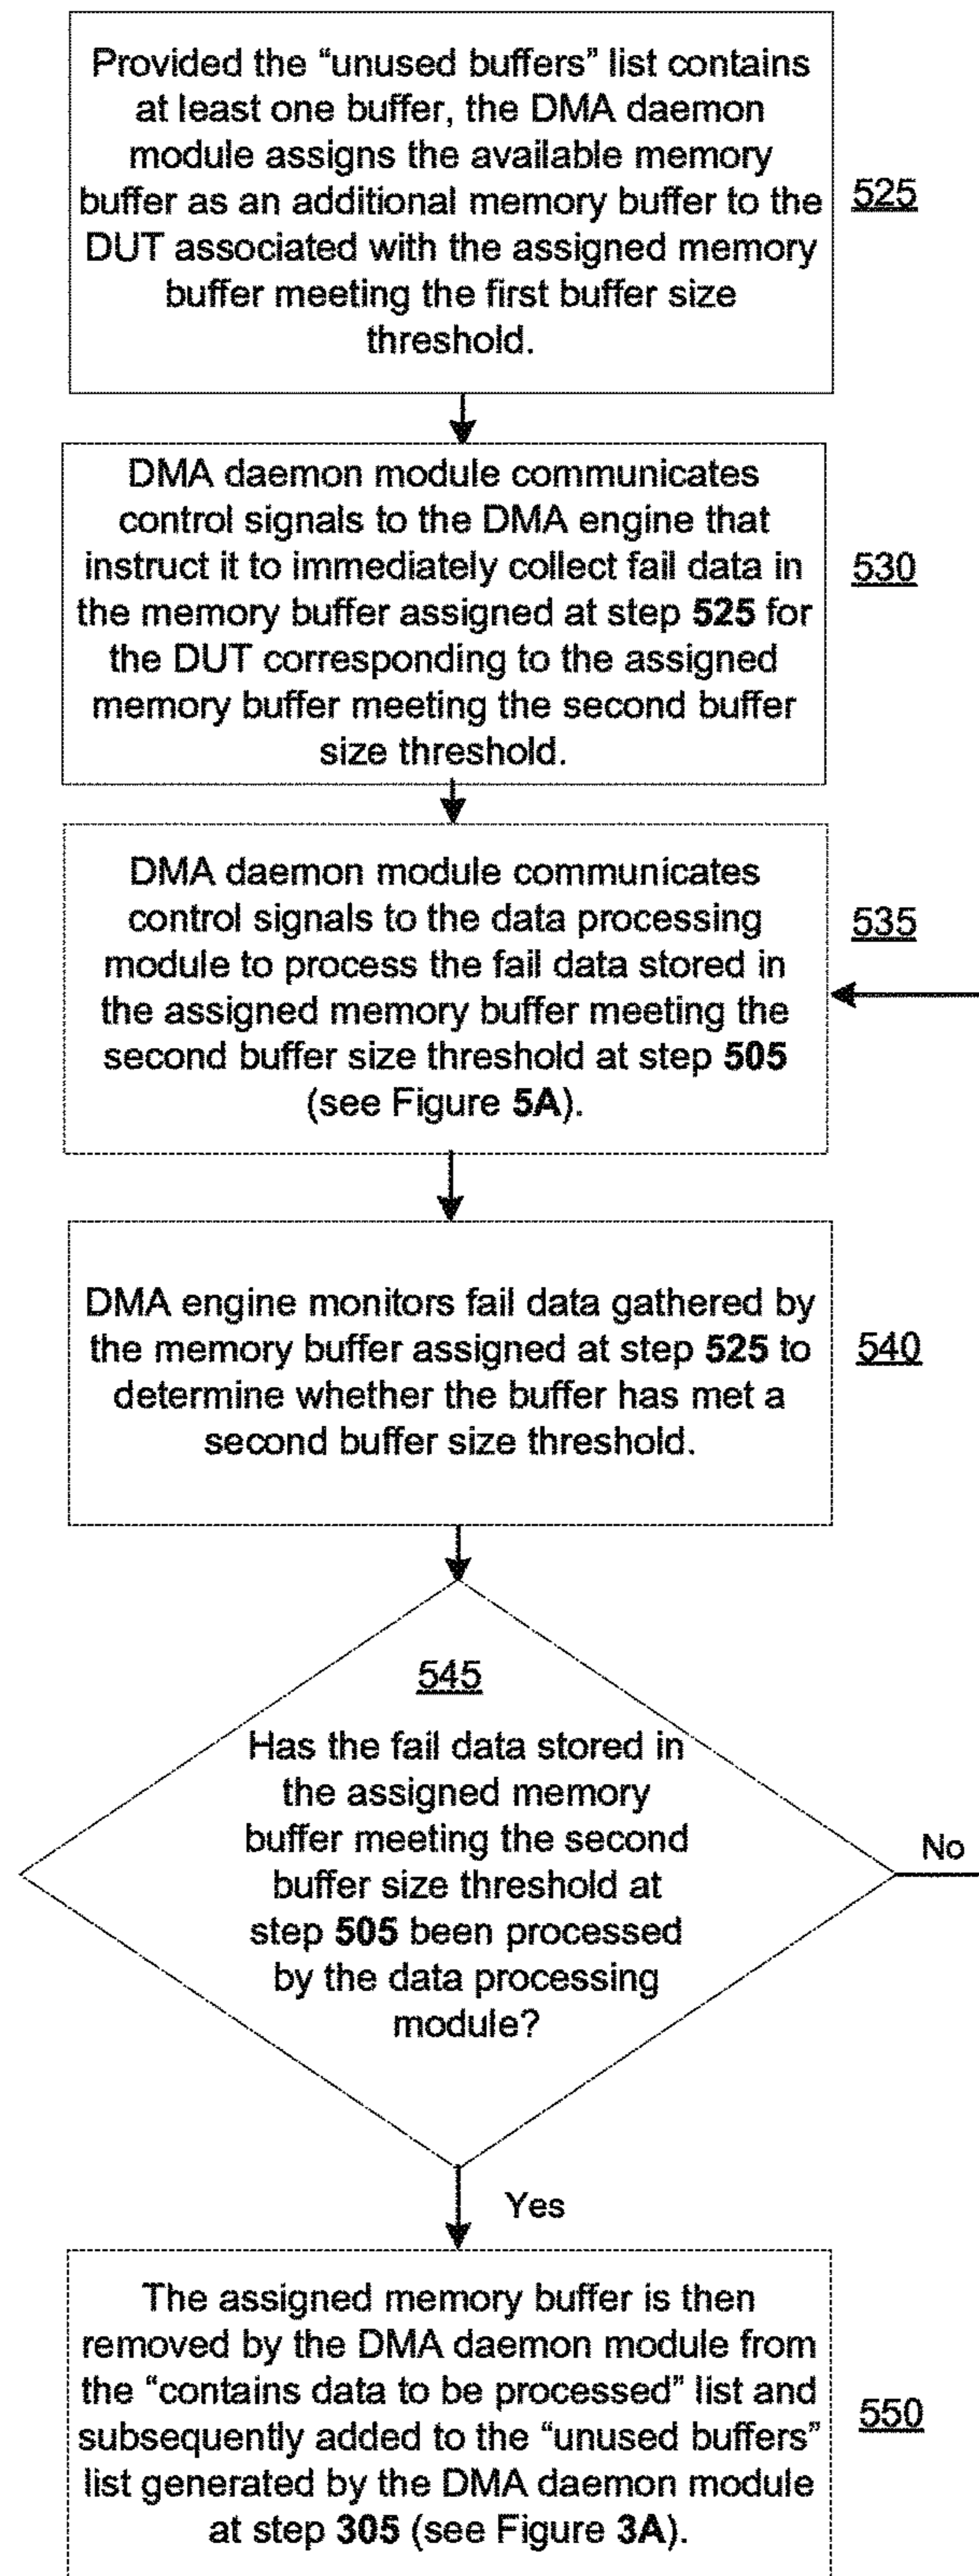 Provided the “unused buffers” list contains
at least one buffer, the DMA daemon
module assigns the available memory
buffer as an additional memory buffer to the
DUT associated with the assigned memory
buffer meeting the first buffer size
threshold.
525
DMA daemon module communicates
control signals to the DMA engine that
instruct it to immediately collect fail data in
the memory buffer assigned at step 525 for
the DUT corresponding to the assigned
memory buffer meeting the second buffer
size threshold.
530
DMA daemon module communicates
control signals to the data processing
module to process the fail data stored in
the assigned memory buffer meeting the
second buffer size threshold at step 505
(see Figure 5A).
535
DMA engine monitors fail data gathered by
the memory buffer assigned at step 525 to
determine whether the buffer has met a
second buffer size threshold.
540
545
Has the fail data stored in
the assigned memory
buffer meeting the second
buffer size threshold at
step 505 been processed
by the data processing
module?
No
Yes
The assigned memory buffer is then
removed by the DMA daemon module from
the “contains data to be processed” list and
subsequently added to the “unused buffers”
list generated by the DMA daemon module
at step 305 (see Figure 3A).
550